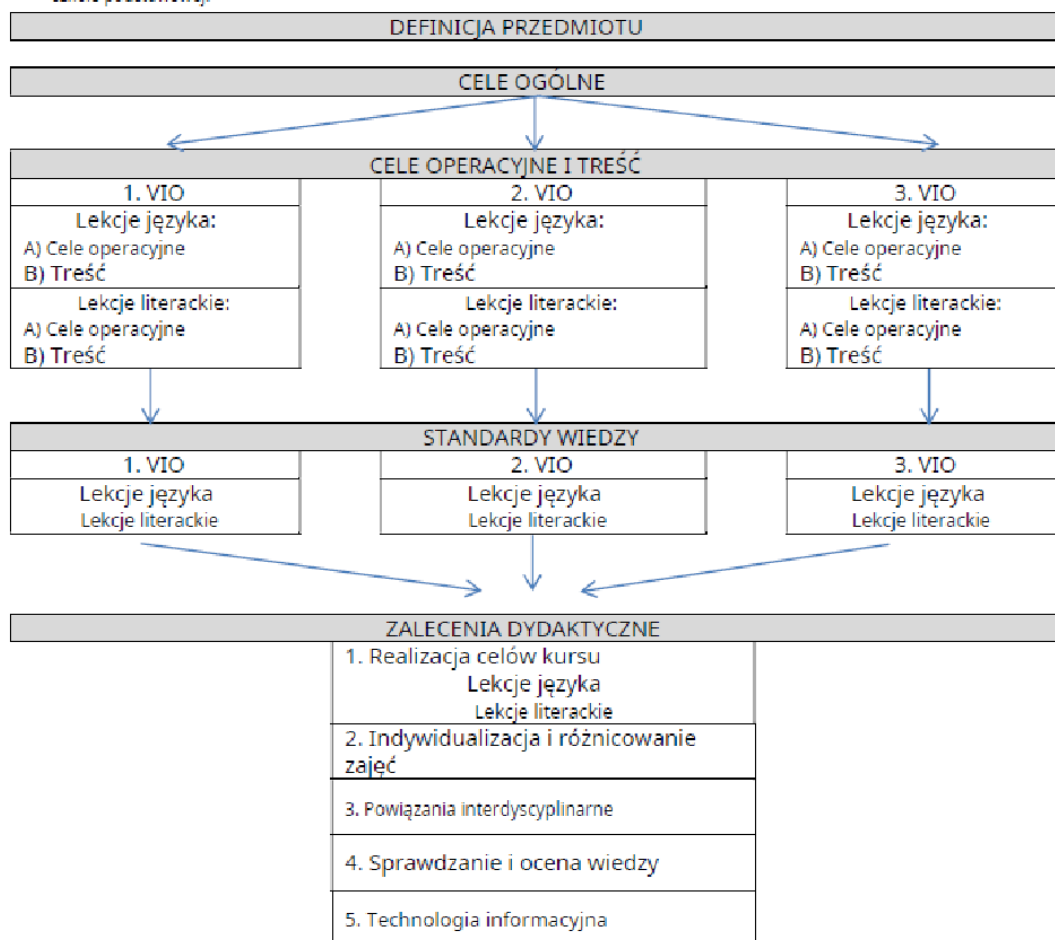 szkole podstawowej.
DEFINICJA PRZEDMIOTU
CELE OGÓLNE
CELE OPERACYJNE I TREŚĆ
1. VIO
Lekcje języka:
A) Cele operacyjne
B) Treść
Lekcje literackie:
A) Cele operacyjne
B) Treść
2. VIO
Lekcje języka:
A) Cele operacyjne
B) Treść
Lekcje literackie:
A) Cele operacyjne
B) Treść
3. VIO
Lekcje języka:
A) Cele operacyjne
B) Treść
Lekcje literackie:
A) Cele operacyjne
B) Treść
STANDARDY WIEDZY
1. VIO
Lekcje języka
Lekcje literackie
2. VIO
Lekcje języka
Lekcje literackie
3. VIO
Lekcje języka
Lekcje literackie
ZALECENIA DYDAKTYCZNE
1. Realizacja celów kursu
Lekcje języka
Lekcje literackie
2. Indywidualizacja i różnicowanie
zajęć
3. Powiązania interdyscyplinarne
4. Sprawdzanie i ocena wiedzy
5. Technologia informacyjna